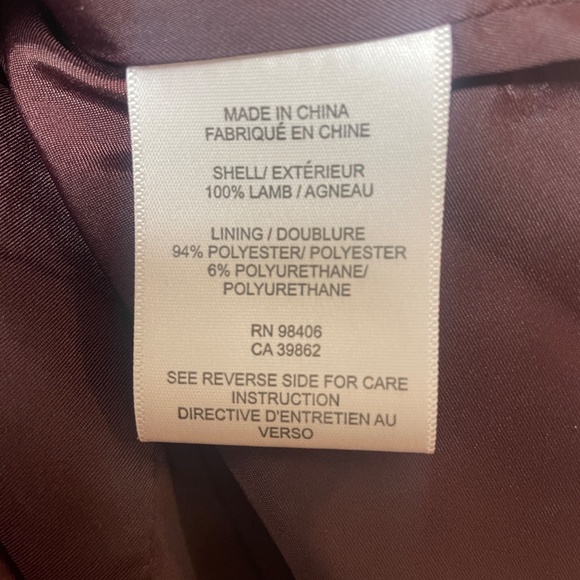 MADE IN CHINA
FABRIQUÉ EN CHINE
SHELL/ EXTÉRIEUR
100% LAMB / AGNEAU
LINING / DOUBLURE
94% POLYESTER/ POLYESTER
6% POLYURETHANE/
POLYURETHANE
RN 98406
CA 39862
SEE REVERSE SIDE FOR CARE
INSTRUCTION
DIRECTIVE D'ENTRETIEN AU
VERSO